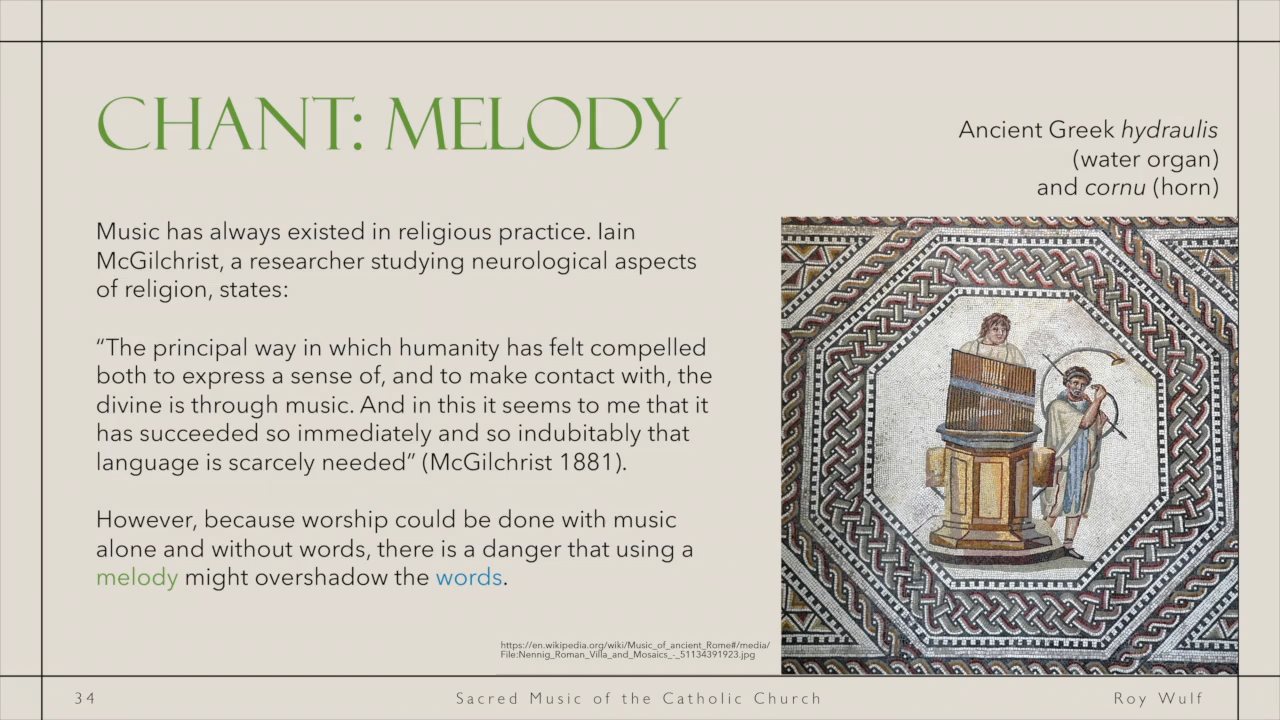 CHANT: MELODY
Ancient Greek hydraulis
(water organ)
and cornu (horn)
Music has always existed in religious practice. Iain
McGilchrist, a researcher studying neurological aspects
of religion, states:
“The principal way in which humanity has felt compelled
both to express a sense of, and to make contact with, the
divine is through music. And in this it seems to me that it
has succeeded so immediately and so indubitably that
language is scarcely needed” (McGilchrist 1881).
However, because worship could be done with music
alone and without words, there is a danger that using a
melody might overshadow the words.
https://en.wikipedia.org/wiki/Music_of_ancient_Rome#/media/
File:Nennig_Roman_Villa_and_Mosaics_-_51134391923.jpg
34
Sacred Music of the Catholic Church
Roy Wulf